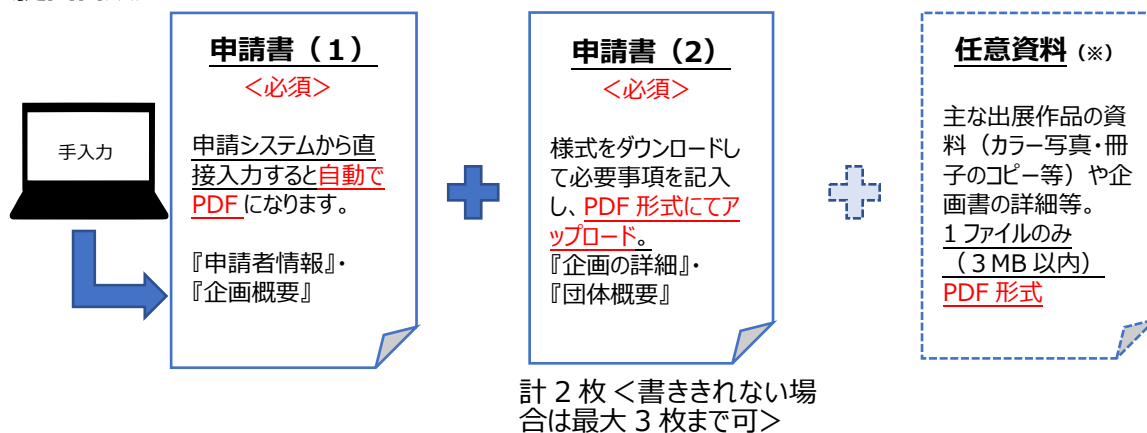 手入力
申請書（１）
＜必須＞
申請システムから直
接入力すると自動で
PDF になります。
『申請者情報』・
『企画概要』
申請書（2）
＜必須＞
様式をダウンロードし
て必要事項を記入
し、PDF 形式にてア
ップロード。
『企画の詳細』・
『団体概要』
計 2 枚 ＜書ききれない場
合は最大 3 枚まで可＞
任意資料（※）
主な出展作品の資
料（カラー写真・冊
子のコピー等）や企
画書の詳細等。
1 ファイルのみ
（３MB 以内）
PDF 形式